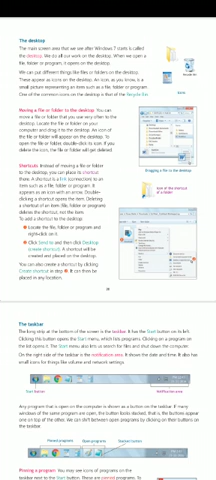 The desktop
The main screen area that we see after Windows 7 starts is called
the desktop. We do all our work on the desktop. When we open a
file, folder or program, it opens on the desktop.
We can put different things like files or folders on the desktop.
These appear as icons on the desktop. An icon, as you know, is a
small picture representing an item such as a file, folder or program.
One of the common icons on the desktop is that of the Recycle Bin.
Icons
Moving a file or folder to the desktop: You can
move a file or folder that you use very often to the
desktop. Locate the file or folder on your
computer and drag it to the desktop. An icon of
the file or folder will appear on the desktop. To
open the file or folder, double-click its icon. If you
delete the icon, the file or folder will get deleted.
Dragging a file to the desktop
Shortcuts: Instead of moving a file or folder
to the desktop, you can place its shortcut
there. A shortcut is a link (connection) to an
item such as a file, folder or program. It
appears as an icon with an arrow. Double-
clicking a shortcut opens the item. Deleting
a shortcut of an item (file, folder or program)
deletes the shortcut, not the item.
Icon of the shortcut
of a folder
To add a shortcut to the desktop:
Locate the file, folder or program and
right-click on it.
Click Send to and then click Desktop
(create shortcut). A shortcut will be
created and placed on the desktop.
You can also create a shortcut by clicking
Create shortcut in step. It can then be
placed in any location.
The taskbar
The long strip at the bottom of the screen is the taskbar. It has the Start button on its left.
Clicking this button opens the Start menu, which lists programs. Clicking on a program on
the list opens it. The Start menu also lets us search for files and shut down the computer.
On the right side of the taskbar is the notification area. It shows the date and time. It also has
small icons for things like volume and network settings.
Start button
Notification area
Any program that is open on the computer is shown as a button on the taskbar. If many
windows of the same program are open, the button looks stacked, that is, the buttons appear
one on top of the other. We can shift between open programs by clicking on their buttons on
the taskbar.
Pinned programs
Open programs
Stacked button
Pinning a program: You may see icons of programs on the
taskbar next to the Start button. These are pinned programs. To